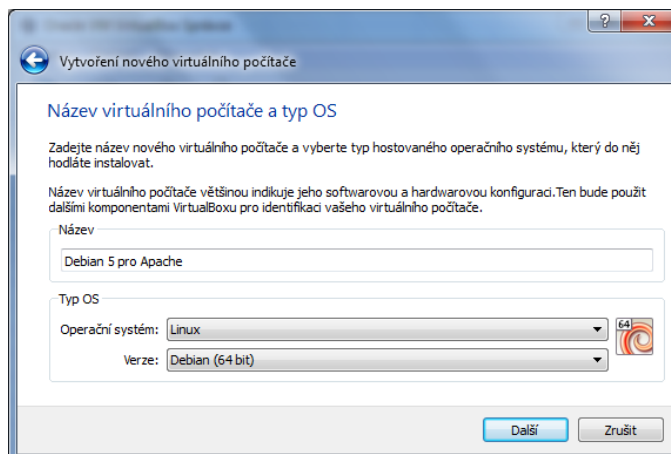 Vytvoření nového virtuálního počítače
Název virtuálního počítače a typ OS
Zadejte název nového virtuálního počítače a vyberte typ hostovaného operačního systému, který do něj
hodláte instalovat.
Název virtuálního počítače většinou indikuje jeho softwarovou a hardwarovou konfiguraci.Ten bude použit
dalšími komponentami VirtualBoxu pro identifikaci vašeho virtuálního počítače.
Název
Debian 5 pro Apache
Typ OS
Operační systém: Linux
64
Verze: Debian (64 bit)
Další Zrušit